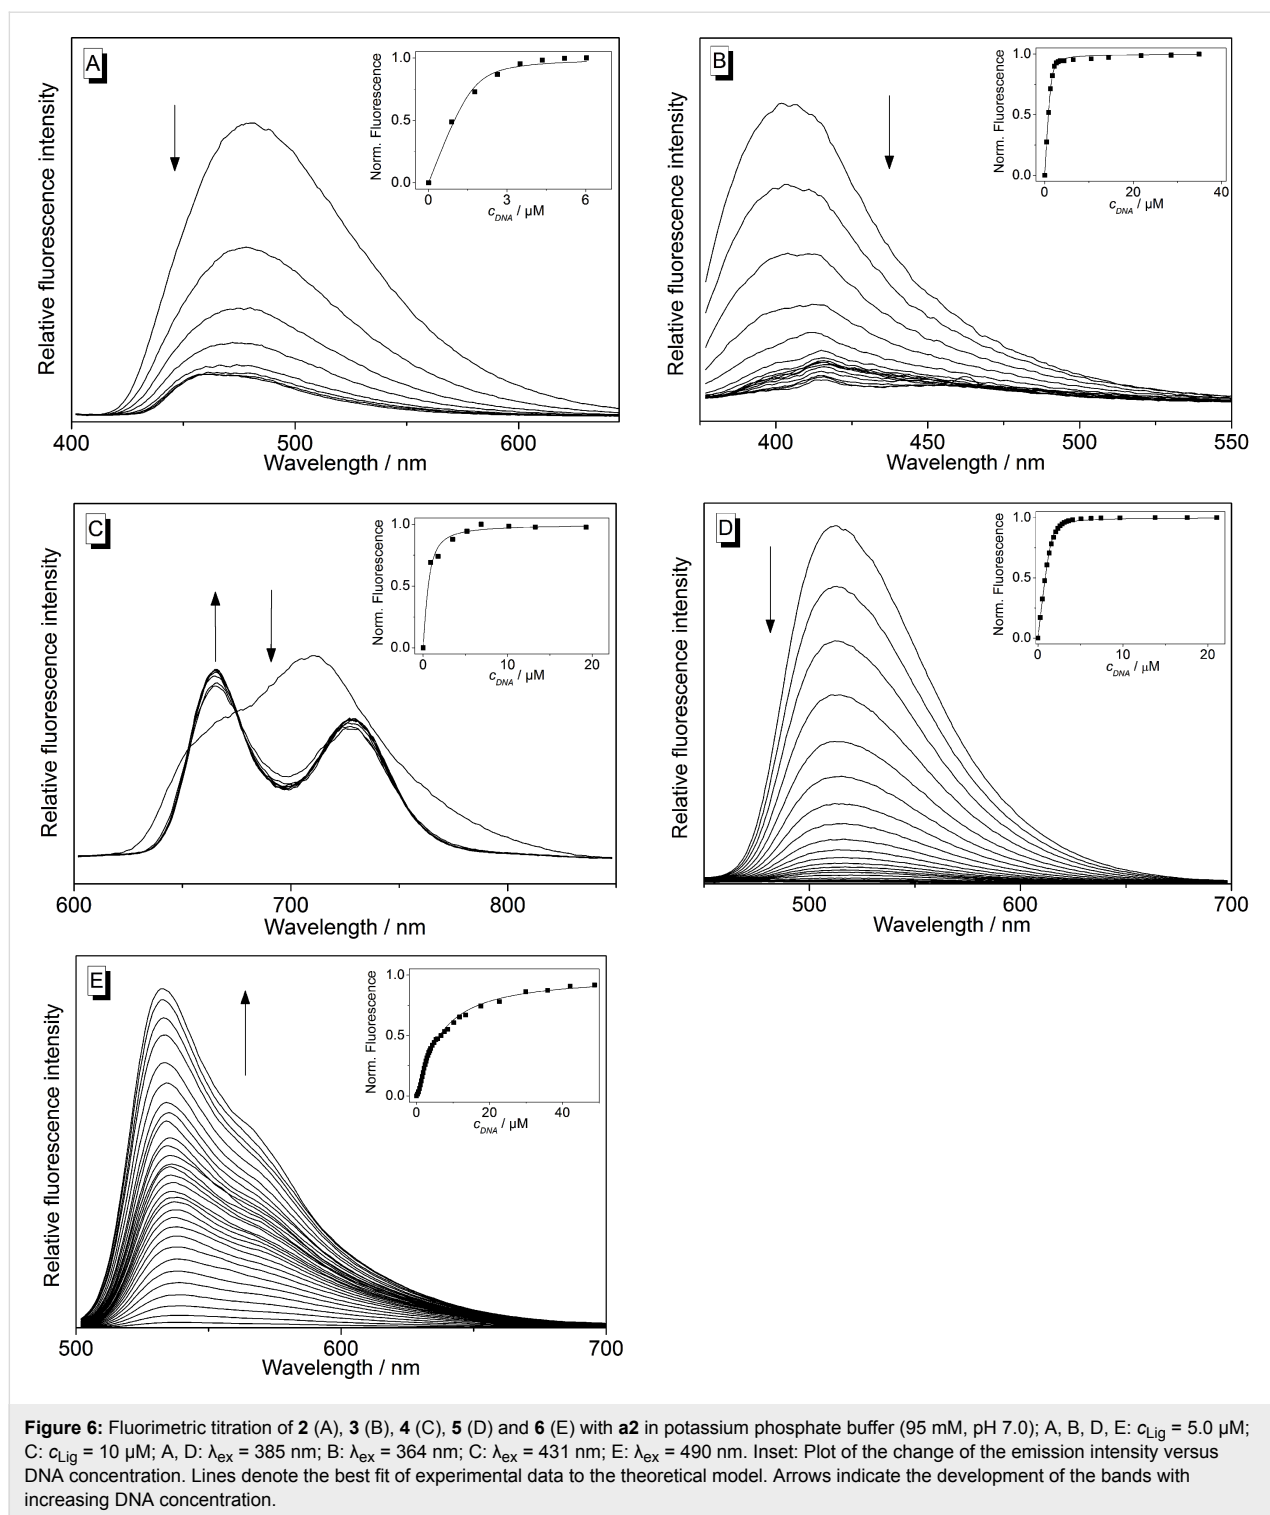 A
Relative fluorescence intensity
Norm. Fluorescence
1.0
0.5
0.0
0 3 6
cDNA / µM
400 500 600
Wavelength / nm
B
Relative fluorescence intensity
Norm. Fluorescence
1.0
0.5
0.0
0 20 40
cDNA / µM
400 450 500 550
Wavelength / nm
C
Relative fluorescence intensity
Norm. Fluorescence
1.0
0.5
0.0
0 10 20
cDNA / µM
600 700 800
Wavelength / nm
D
Relative fluorescence intensity
Norm. Fluorescence
1.0
0.5
0.0
0 10 20
cDNA / µM
500 600 700
Wavelength / nm
E
Relative fluorescence intensity
Norm. Fluorescence
1.0
0.5
0.0
0 20 40
cDNA / µM
500 600 700
Wavelength / nm
Figure 6: Fluorimetric titration of 2 (A), 3 (B), 4 (C), 5 (D) and 6 (E) with a2 in potassium phosphate buffer (95 mM, pH 7.0); A, B, D, E: cLig = 5.0 µM;
C: cLig = 10 µM; A, D: λex = 385 nm; B: λex = 364 nm; C: λex = 431 nm; E: λex = 490 nm. Inset: Plot of the change of the emission intensity versus
DNA concentration. Lines denote the best fit of experimental data to the theoretical model. Arrows indicate the development of the bands with
increasing DNA concentration.